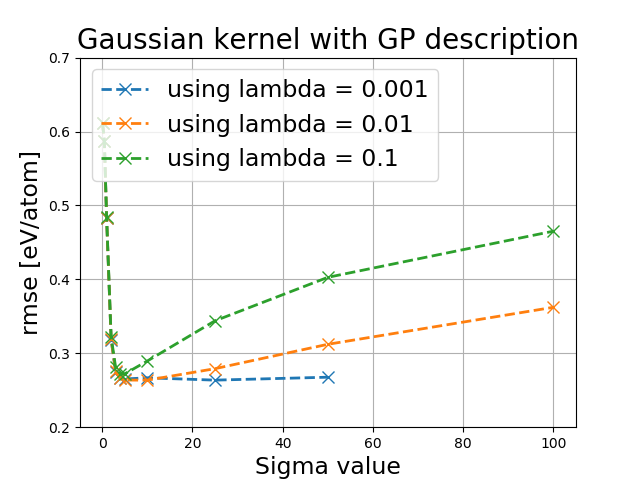 Gaussian kernel with GP description
using lambda = 0.001
using lambda = 0.01
using lambda = 0.1
rmse [eV/atom]
0.7
0.6
0.5
0.4
0.3
0.2
0
20
40
60
80
100
Sigma value